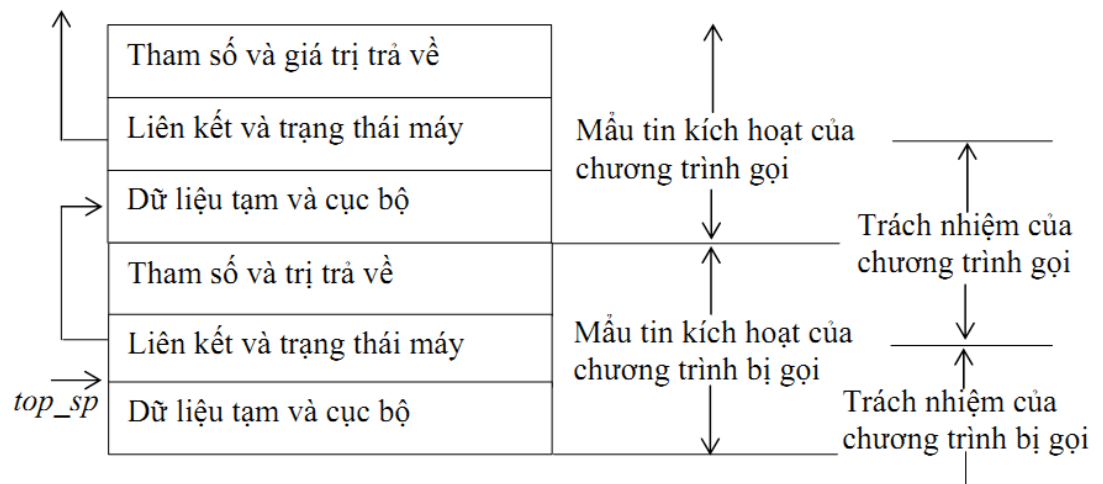 Tham số và giá trị trả về
Liên kết và trạng thái máy
Dữ liệu tạm và cục bộ
Tham số và trị trả về
Liên kết và trạng thái máy
top_sp
Dữ liệu tạm và cục bộ
Mẩu tin kích hoạt của
chương trình gọi
Mẩu tin kích hoạt của
chương trình bị gọi
Trách nhiệm của
chương trình gọi
Trách nhiệm của
chương trình bị gọi